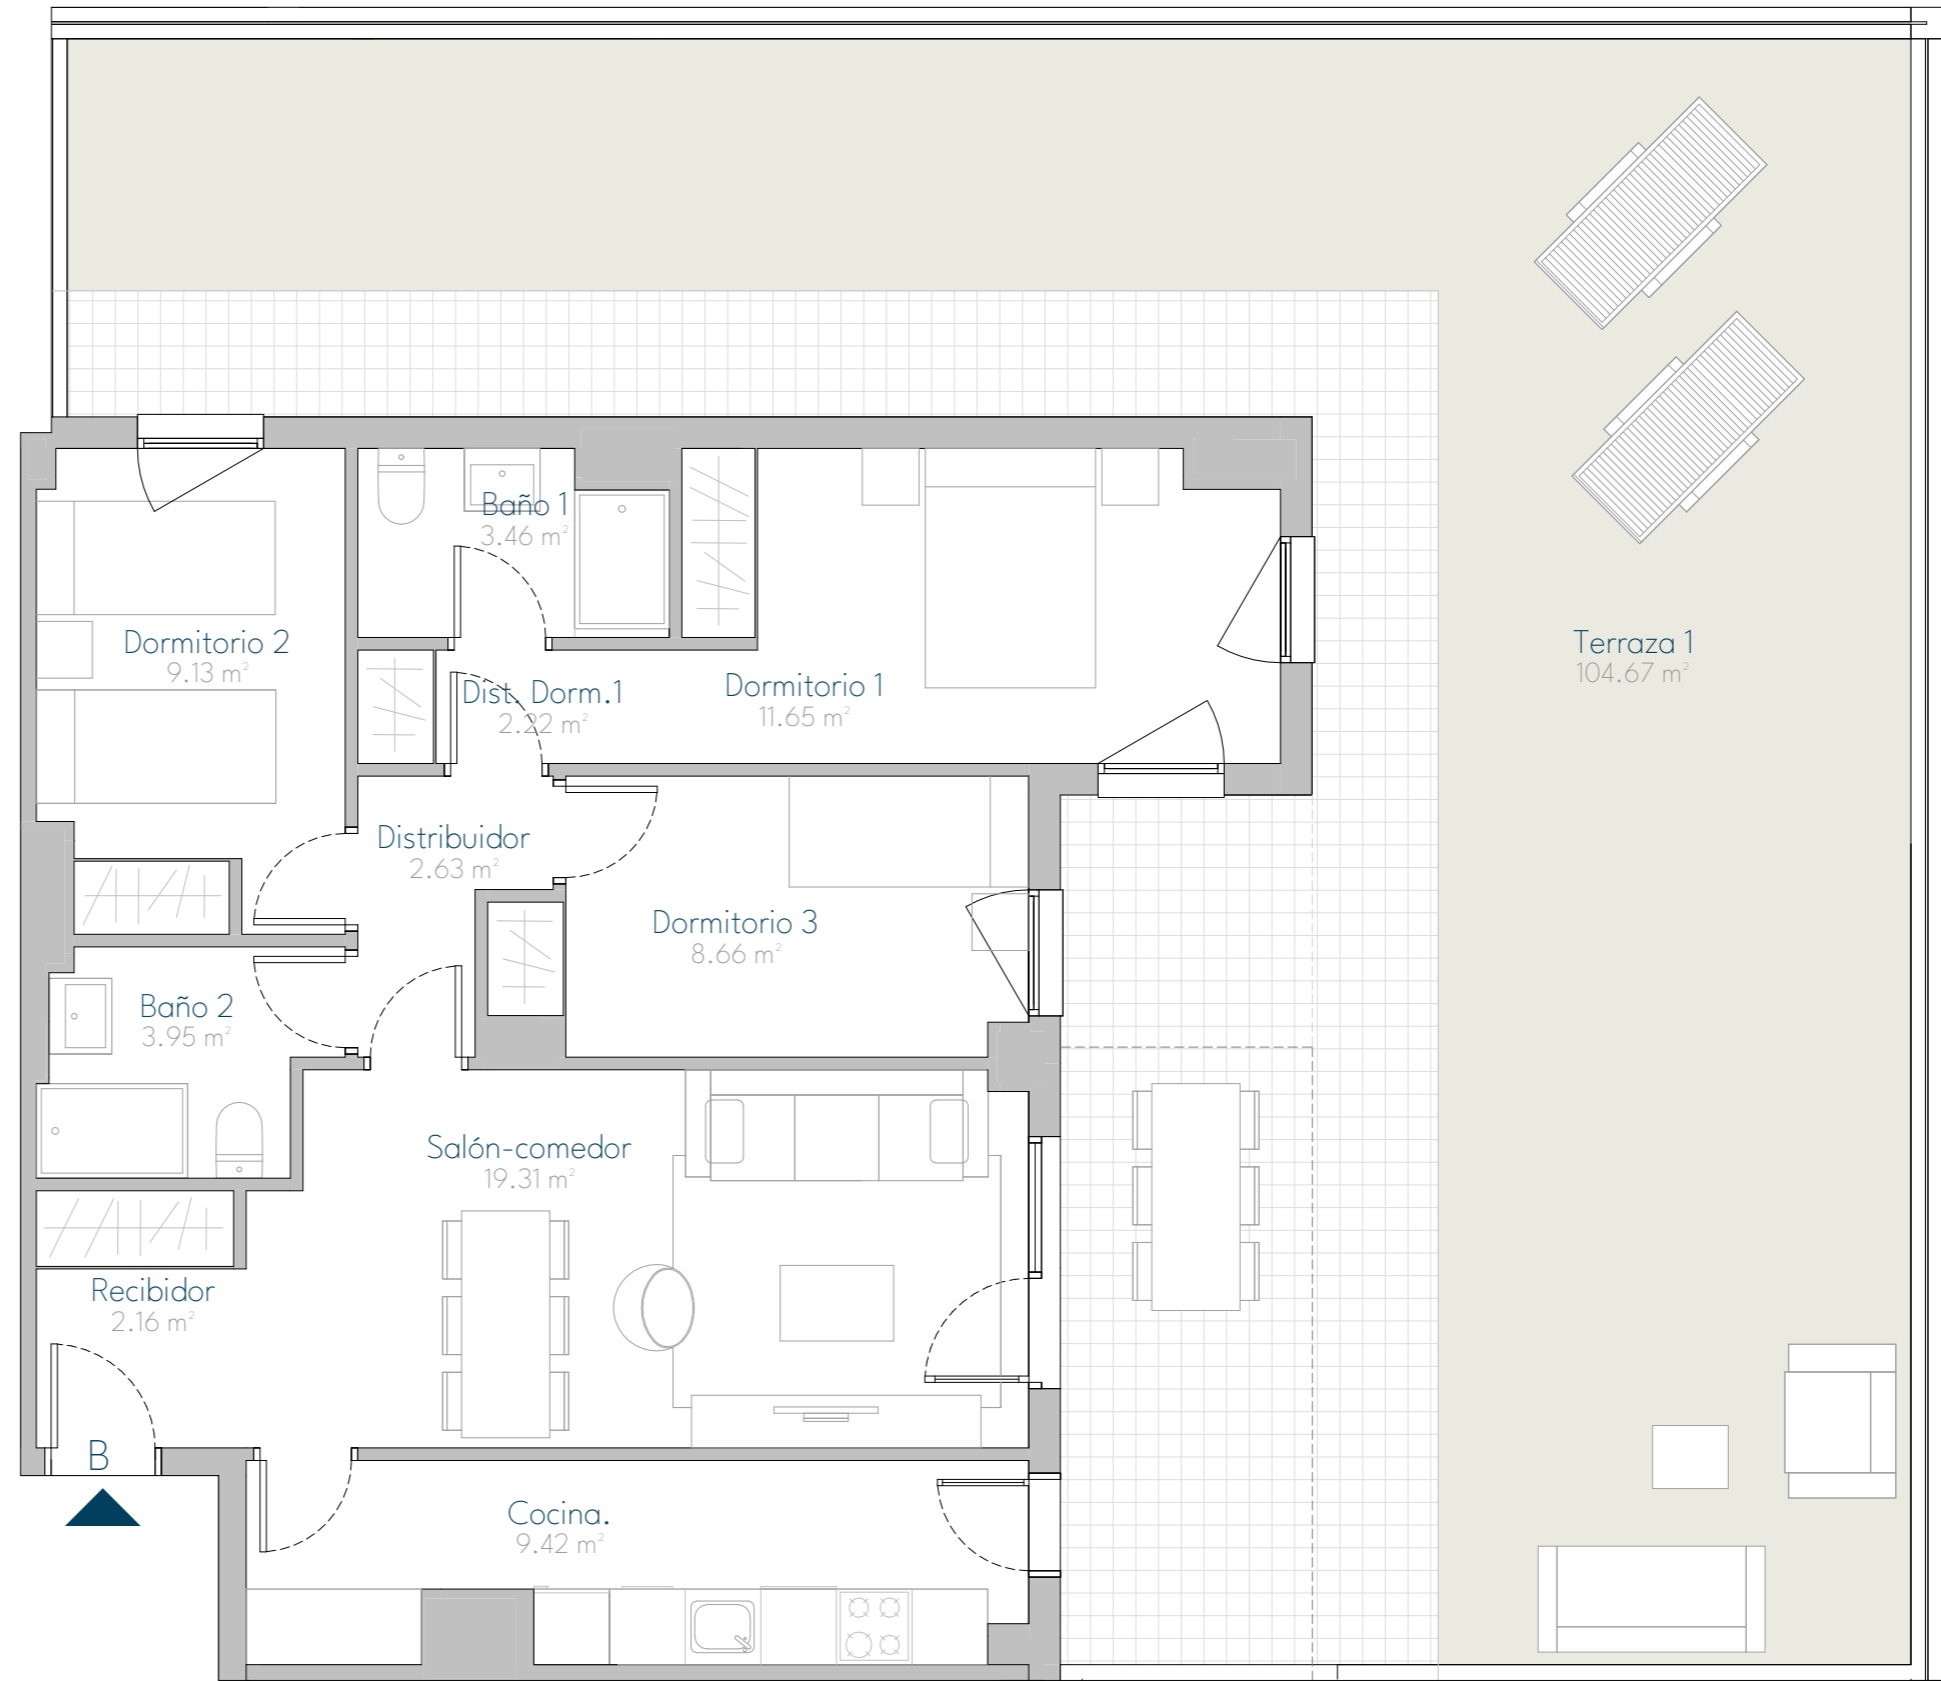 Baño 1
3.46 m²
Dormitorio 2
9.13 m²
Terraza 1
104.67 m²
Dist. Dorm.1
2.22 m²
Dormitorio 1
11.65 m²
Distribuidor
2.63 m²
Dormitorio 3
8.66 m²
Baño 2
3.95 m²
Salón-comedor
19.31 m²
Recibidor
2.16 m²
B
Cocina.
9.42 m²